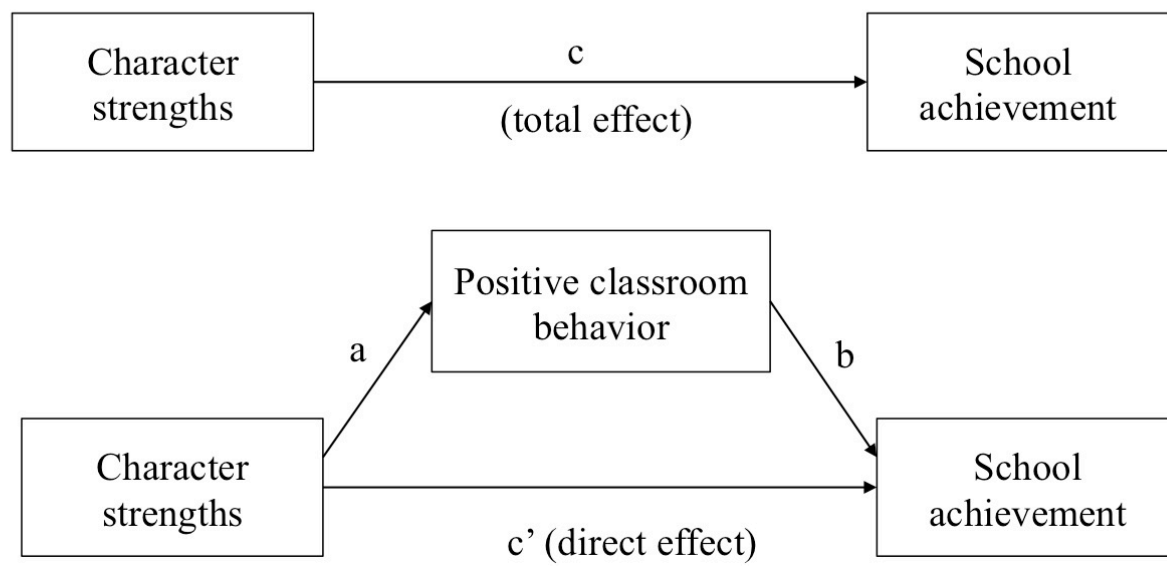 Character
strengths
c
(total effect)
School
achievement
Positive classroom
behavior
a
b
Character
strengths
c’ (direct effect)
School
achievement